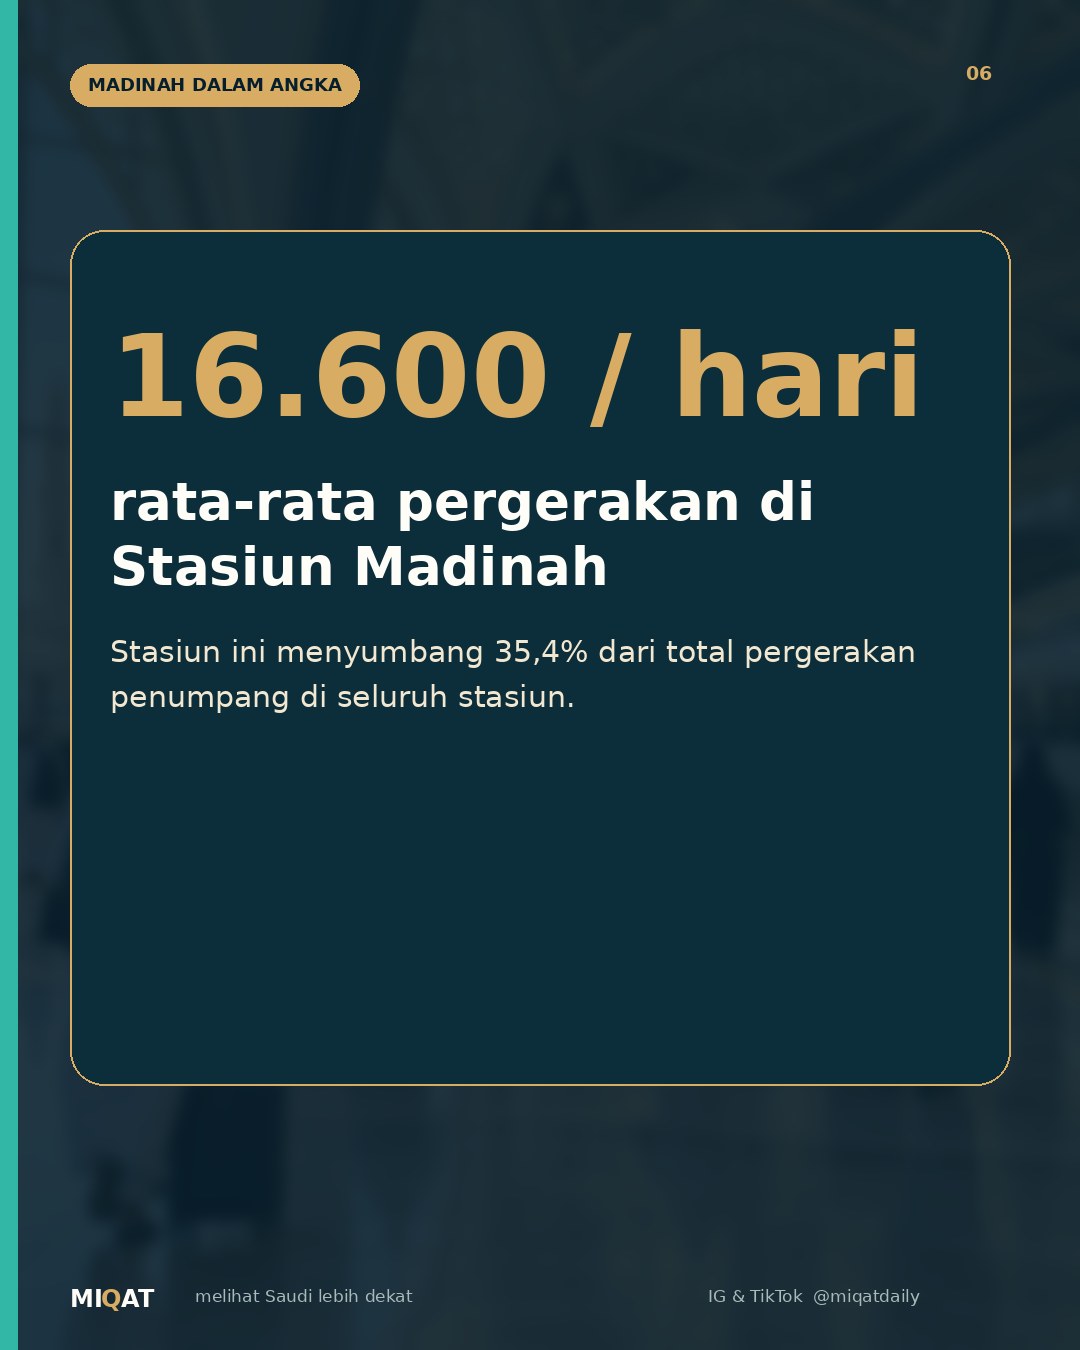 MADINAH DALAM ANGKA
06
16.600 / hari
rata-rata pergerakan di
Stasiun Madinah
Stasiun ini menyumbang 35,4% dari total pergerakan
penumpang di seluruh stasiun.
MIQAT
melihat Saudi lebih dekat
IG & TikTok @miqatdaily